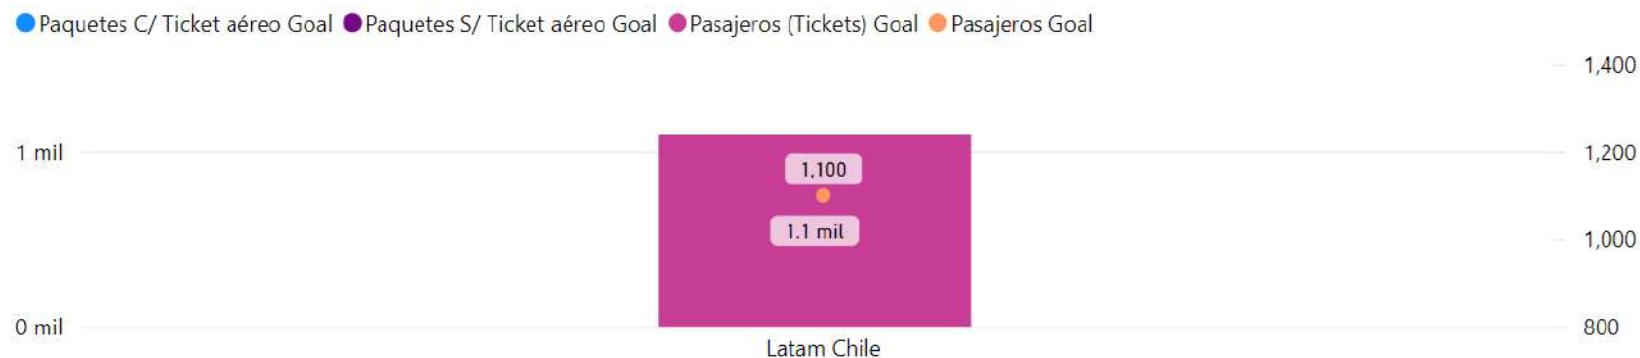 Paquetes C/ Ticket aéreo Goal Paquetes S/ Ticket aéreo Goal Pasajeros (Tickets) Goal Pasajeros Goal
1,400
1 mil
1,100
1,200
1.1 mil
1,000
0 mil
800
Latam Chile